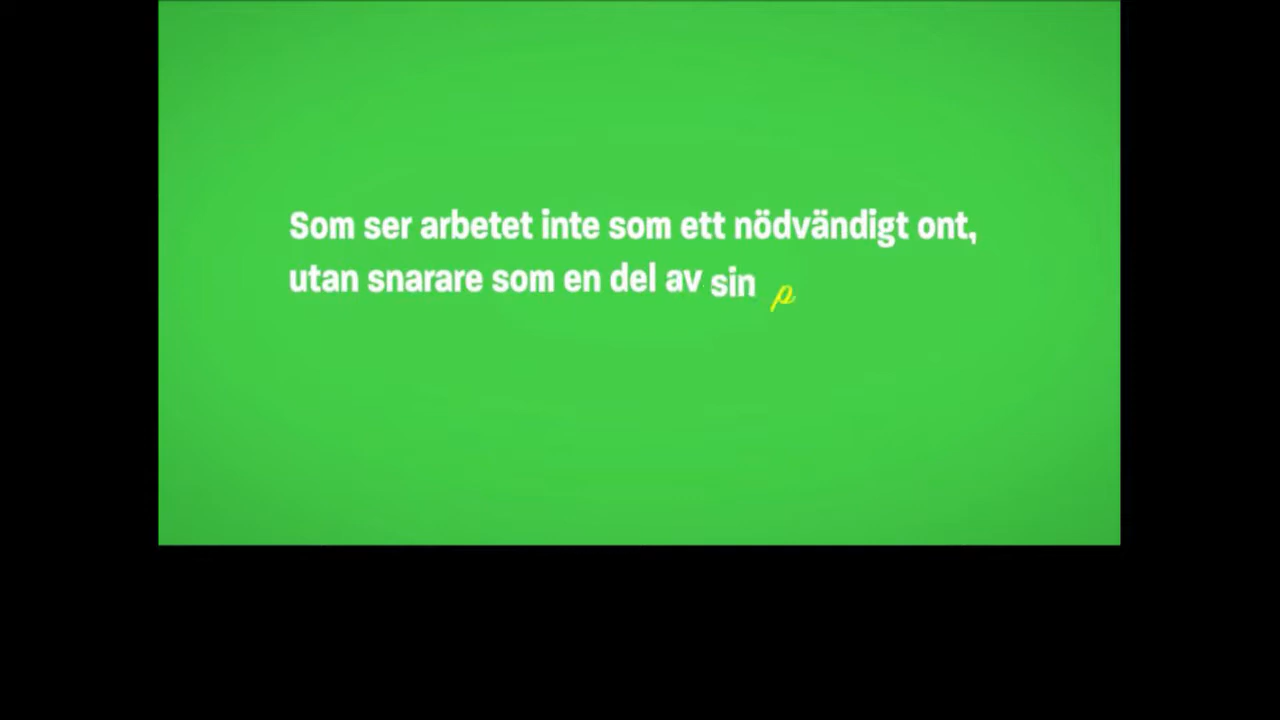 Som ser arbetet inte som ett nödvändigt ont,
utan snarare som en del av sin p